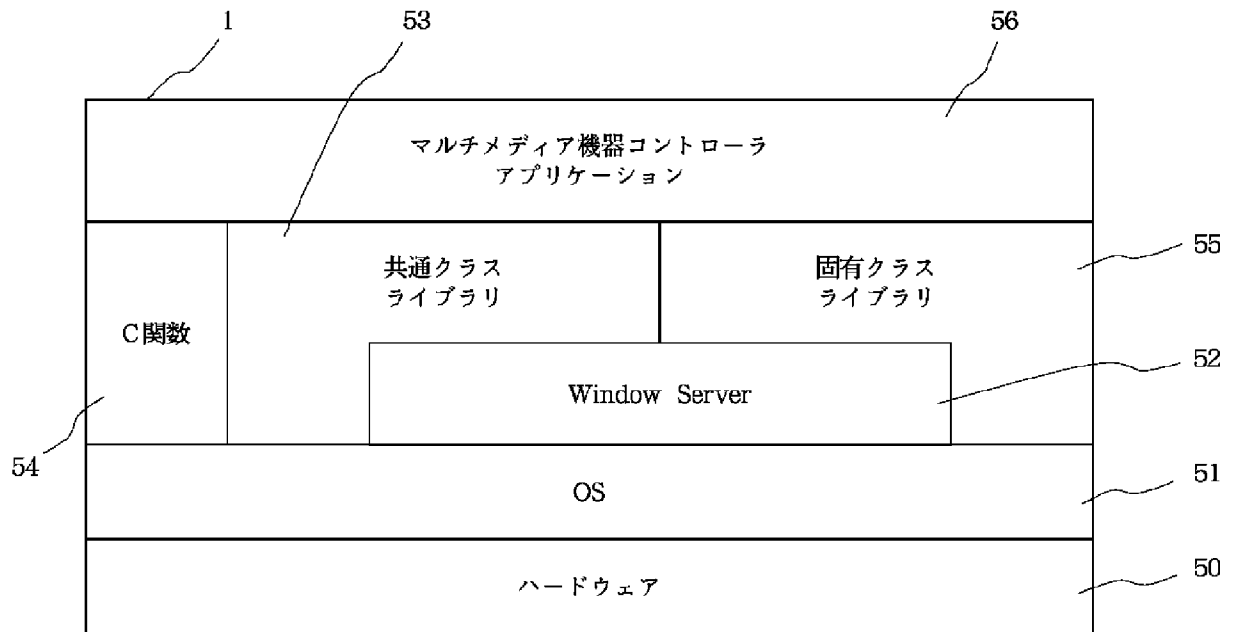 1
53
56
マルチメディア機器コントローラ
アプリケーション
55
共通クラス
ライブラリ
固有クラス
ライブラリ
C関数
52
Window Server
54
51
OS
50
ハードウェア